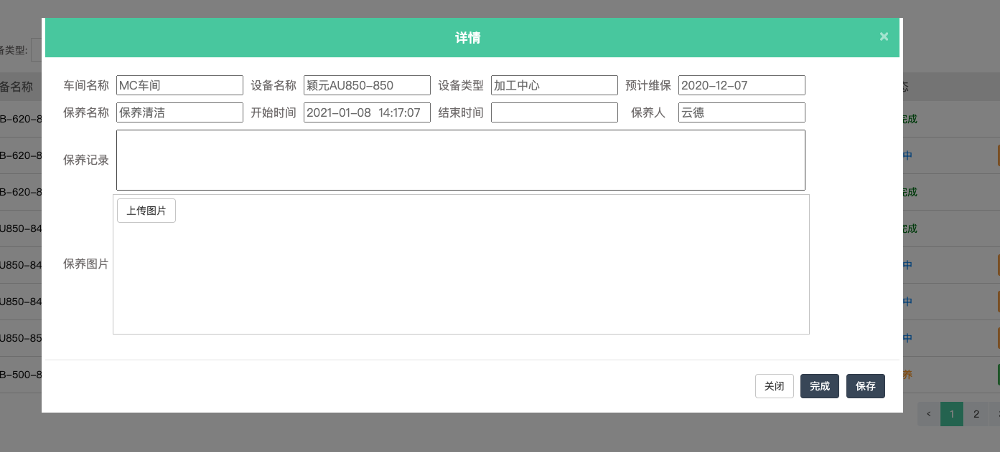 详情 ×
备类型:
车间名称 MC车间 设备名称 颖元AU850-850 设备类型 加工中心 预计维保 2020-12-07
备名称 态
保养名称 保养清洁 开始时间 2021-01-08 14:17:07 结束时间 保养人 云德
B-620-8 完成
B-620-8 中
保养记录
B-620-8 完成
上传图片
U850-84 完成
U850-84 中
保养图片
U850-84 中
U850-85 中
B-500-8 养
关闭 完成 保存
< 1 2